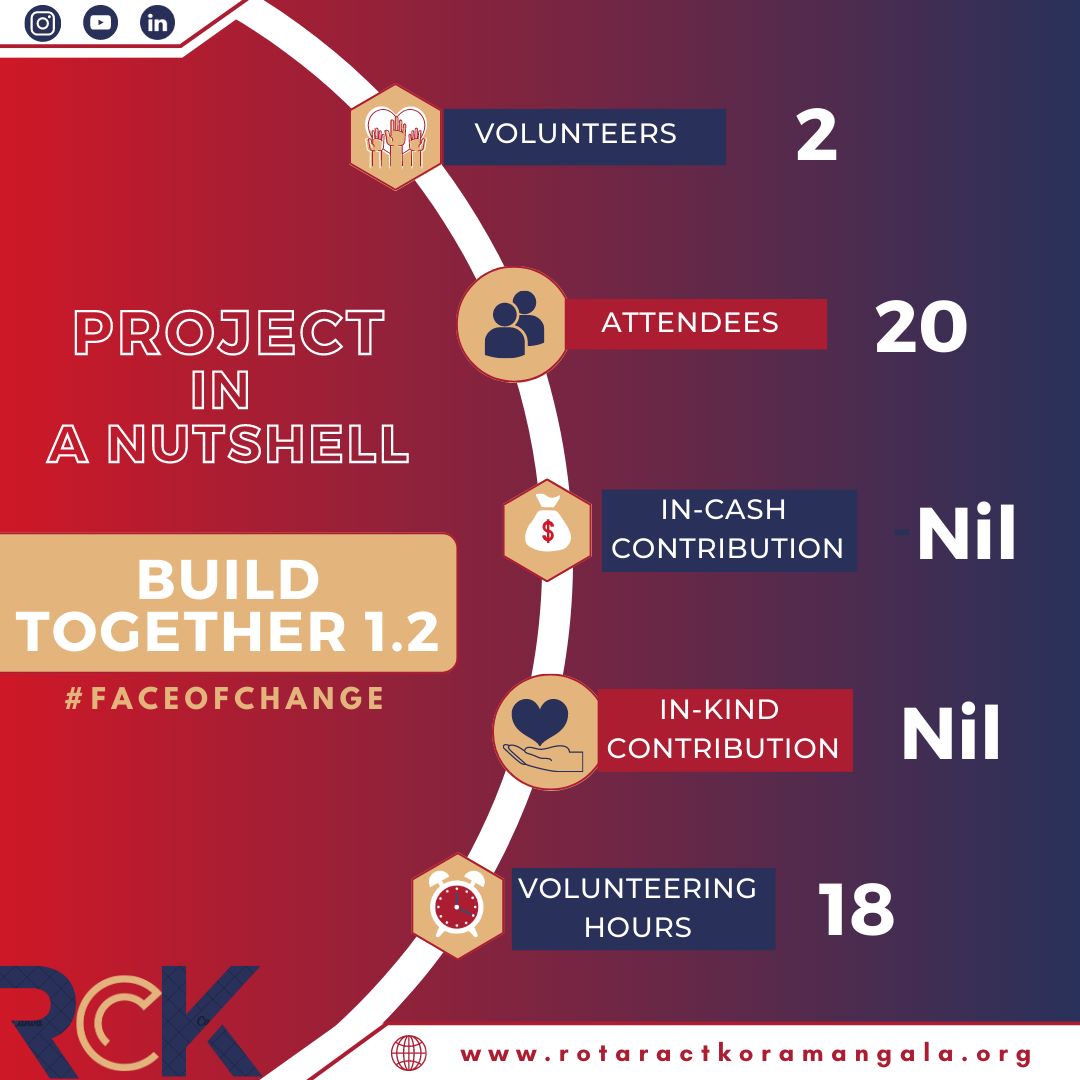 VOLUNTEERS
2
ATTENDEES
20
PROJECT
IN
A NUTSHELL
IN-CASH
CONTRIBUTION
-Nil
BUILD
TOGETHER 1.2
#FACEOFCHANGE
IN-KIND
CONTRIBUTION
Nil
VOLUNTEERING
HOURS
18
RCK
www.rotaractkoramangala.org